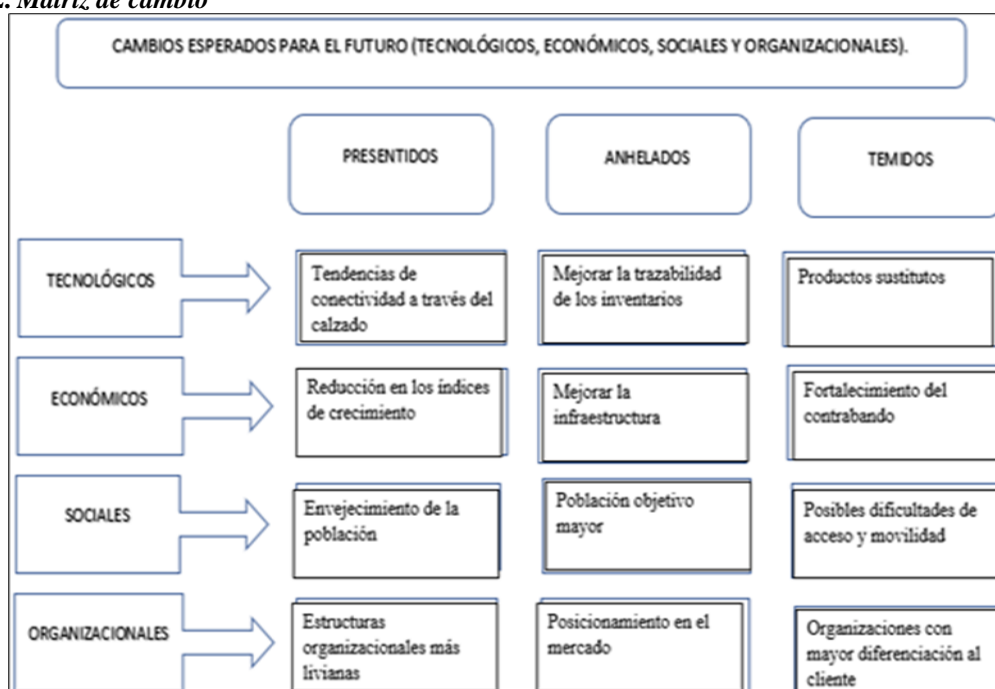 2. Matriz de cambio
CAMBIOS ESPERADOS PARA EL FUTURO (TECNOLÓGICOS, ECONÓMICOS, SOCIALES Y ORGANIZACIONALES).
PRESENTIDOS
ANHELADOS
TEMIDOS
TECNOLÓGICOS
Tendencias de
conectividad a través del
calzado
Mejorar la trazabilidad
de los inventarios
Productos sustitutos
ECONÓMICOS
Reducción en los índices
de crecimiento
Mejorar la
infraestructura
Fortalecimiento del
contrabando
SOCIALES
Envejecimiento de la
población
Población objetivo
mayor
Posibles dificultades de
acceso y movilidad
ORGANIZACIONALES
Estructuras
organizacionales más
livianas
Posicionamiento en el
mercado
Organizaciones con
mayor diferenciación al
cliente